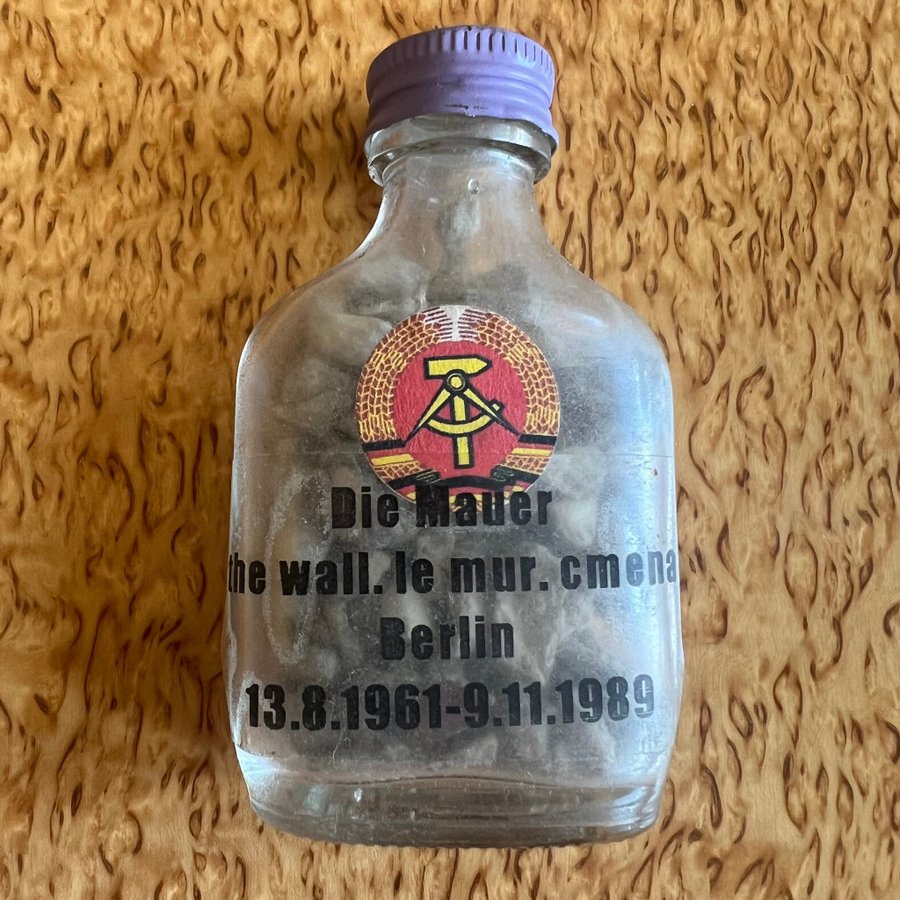 Die Mauer
the wall. le mur. cmena
Berlin
13.8.1961-9.11.1989